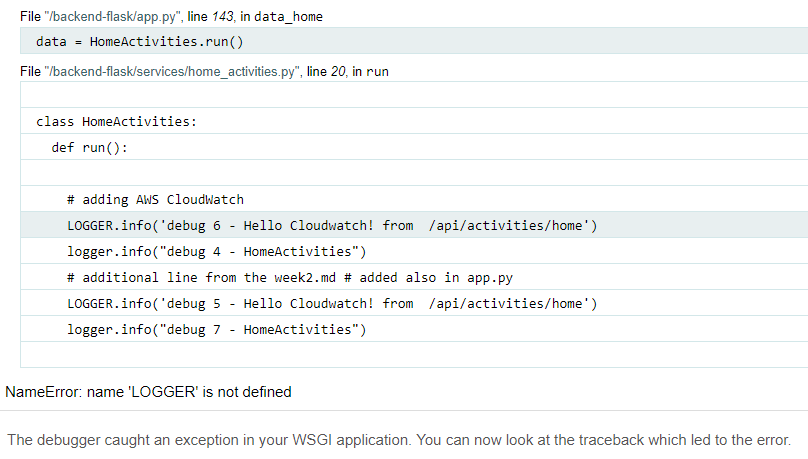 File "/backend-flask/app.py", line 143, in data_home
data = HomeActivities.run()
File "/backend-flask/services/home_activities.py", line 20, in run
class HomeActivities:
def run():
# adding AWS CloudWatch
LOGGER.info('debug 6 - Hello Cloudwatch! from  /api/activities/home')
logger.info("debug 4 - HomeActivities")
# additional line from the week2.md # added also in app.py
LOGGER.info('debug 5 - Hello Cloudwatch! from  /api/activities/home')
logger.info("debug 7 - HomeActivities")
NameError: name 'LOGGER' is not defined
The debugger caught an exception in your WSGI application. You can now look at the traceback which led to the error.